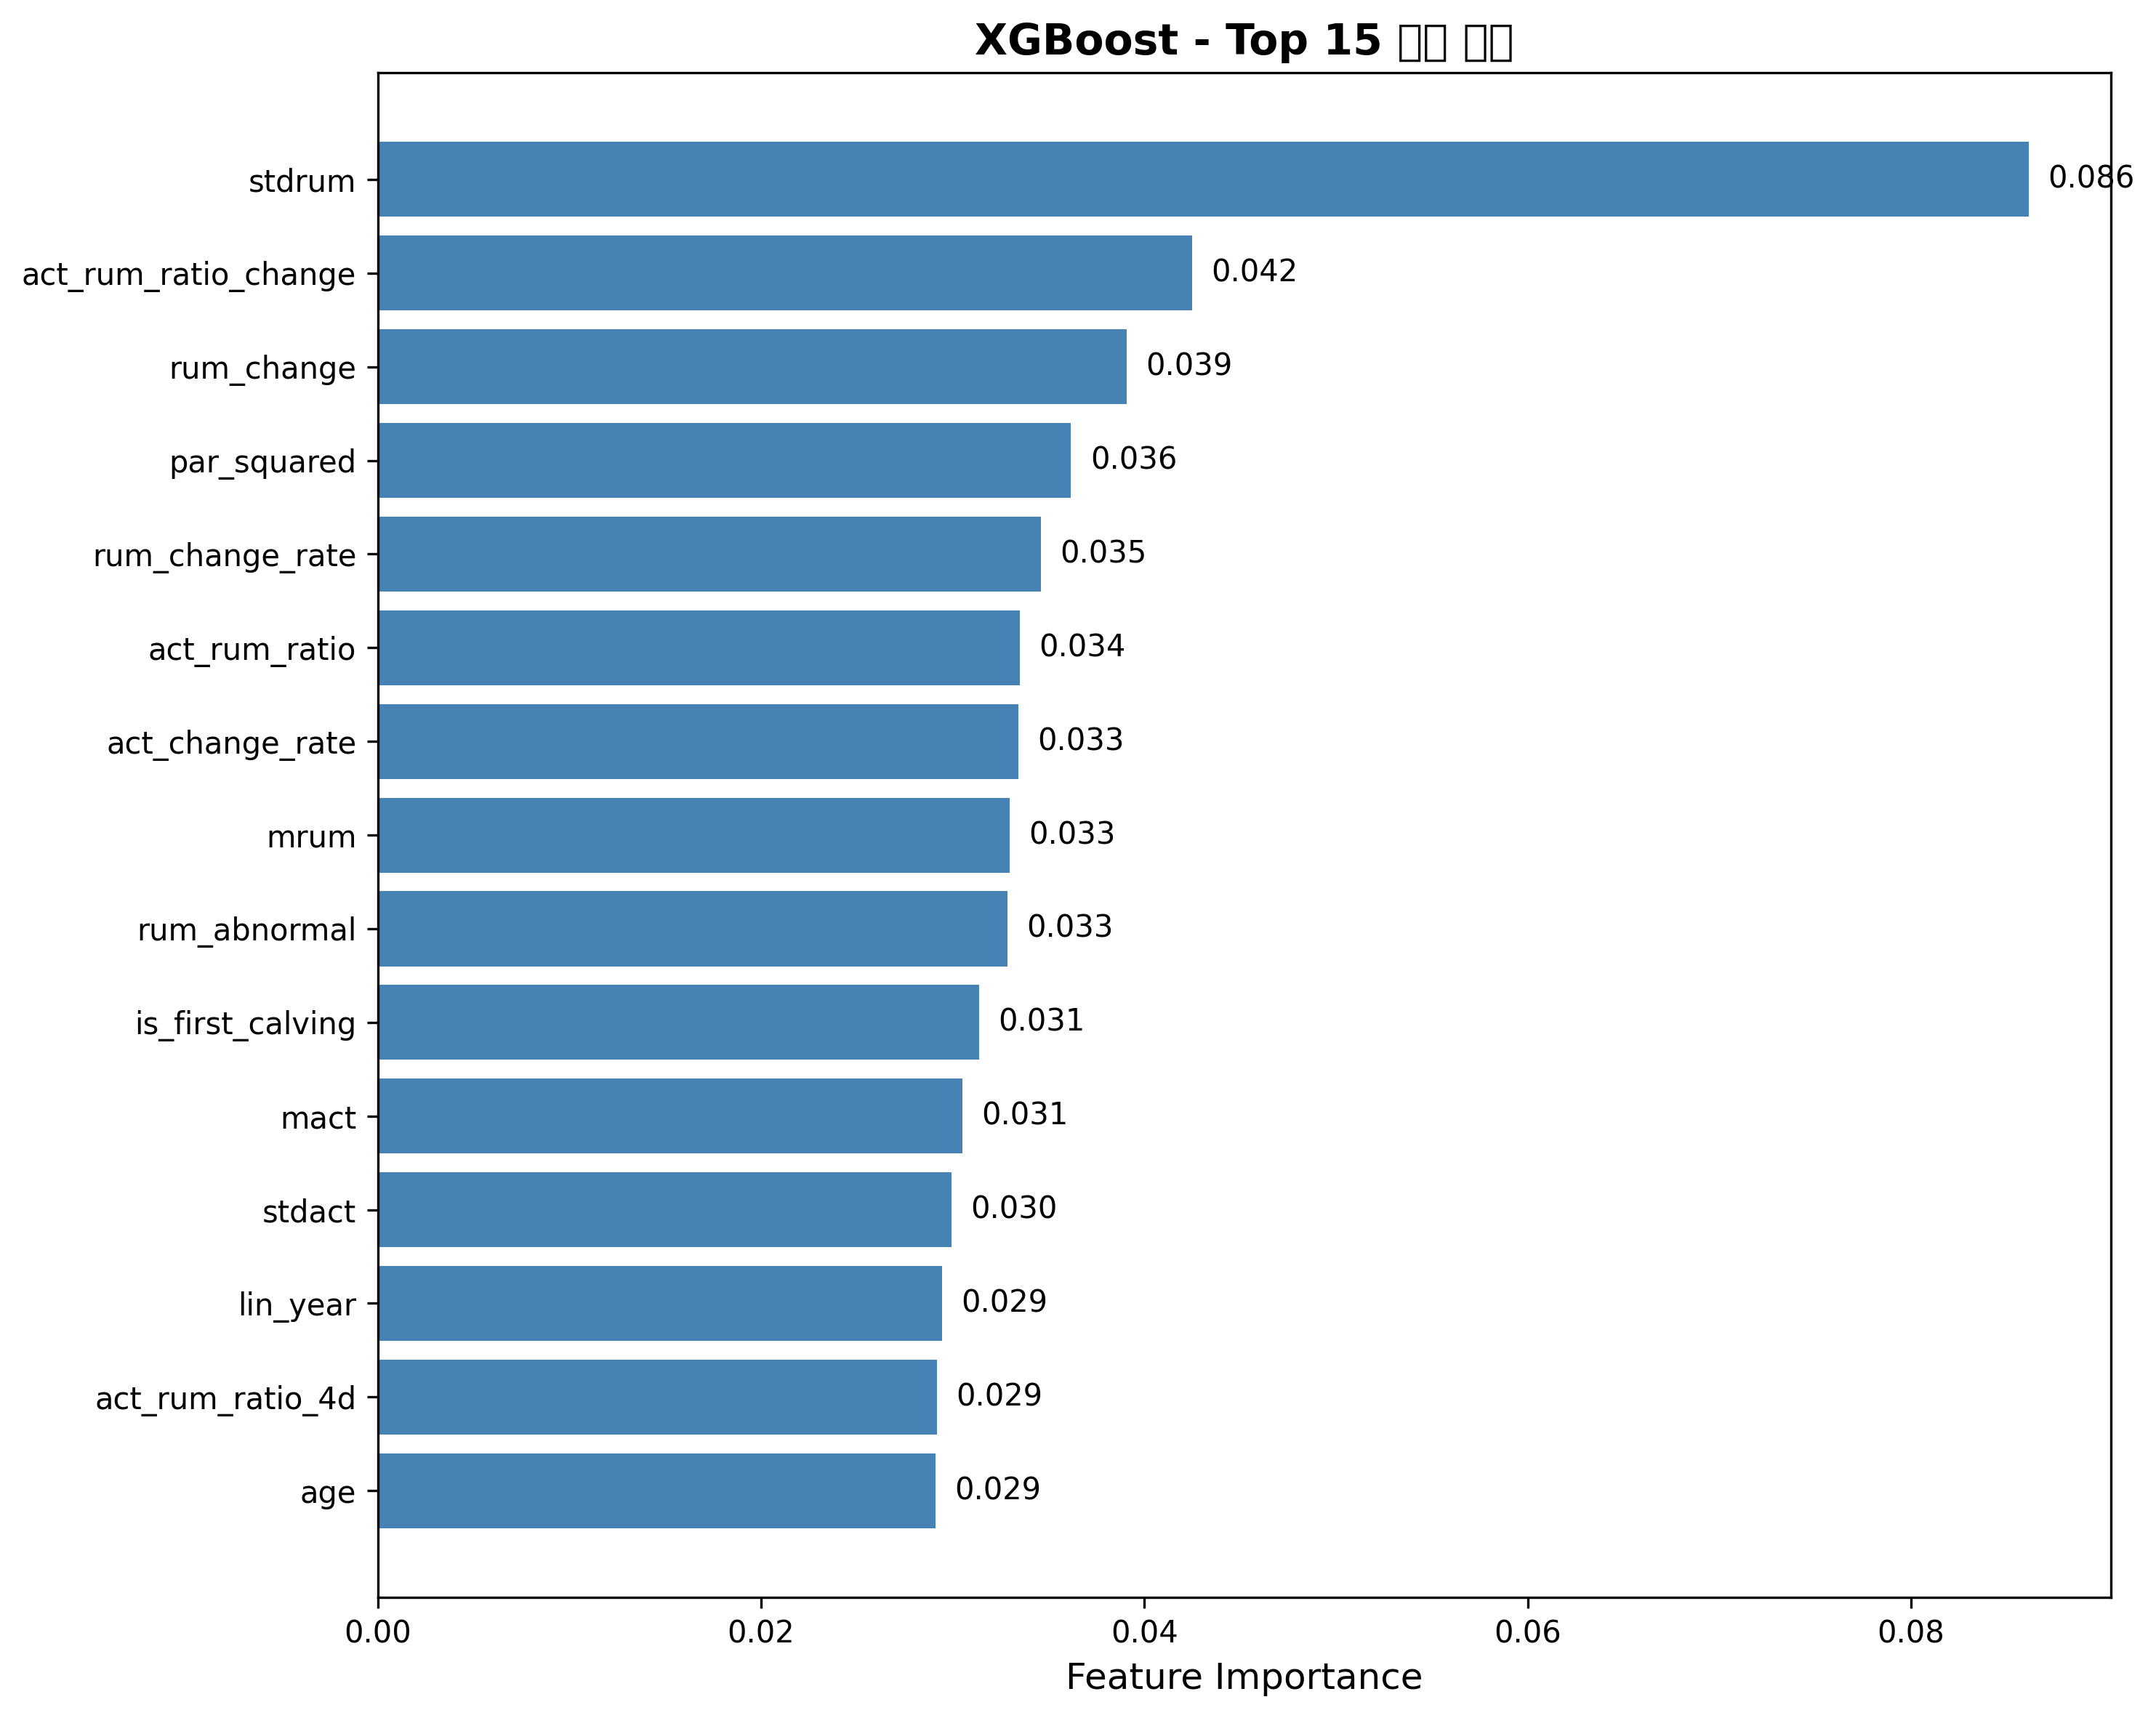 XGBoost - Top 15
stdrum 0.086
act_rum_ratio_change 0.042
rum_change 0.039
par_squared 0.036
rum_change_rate 0.035
act_rum_ratio 0.034
act_change_rate 0.033
mrum 0.033
rum_abnormal 0.033
is_first_calving 0.031
mact 0.031
stdact 0.030
lin_year 0.029
act_rum_ratio_4d 0.029
age 0.029
0.00 0.02 0.04 0.06 0.08
Feature Importance